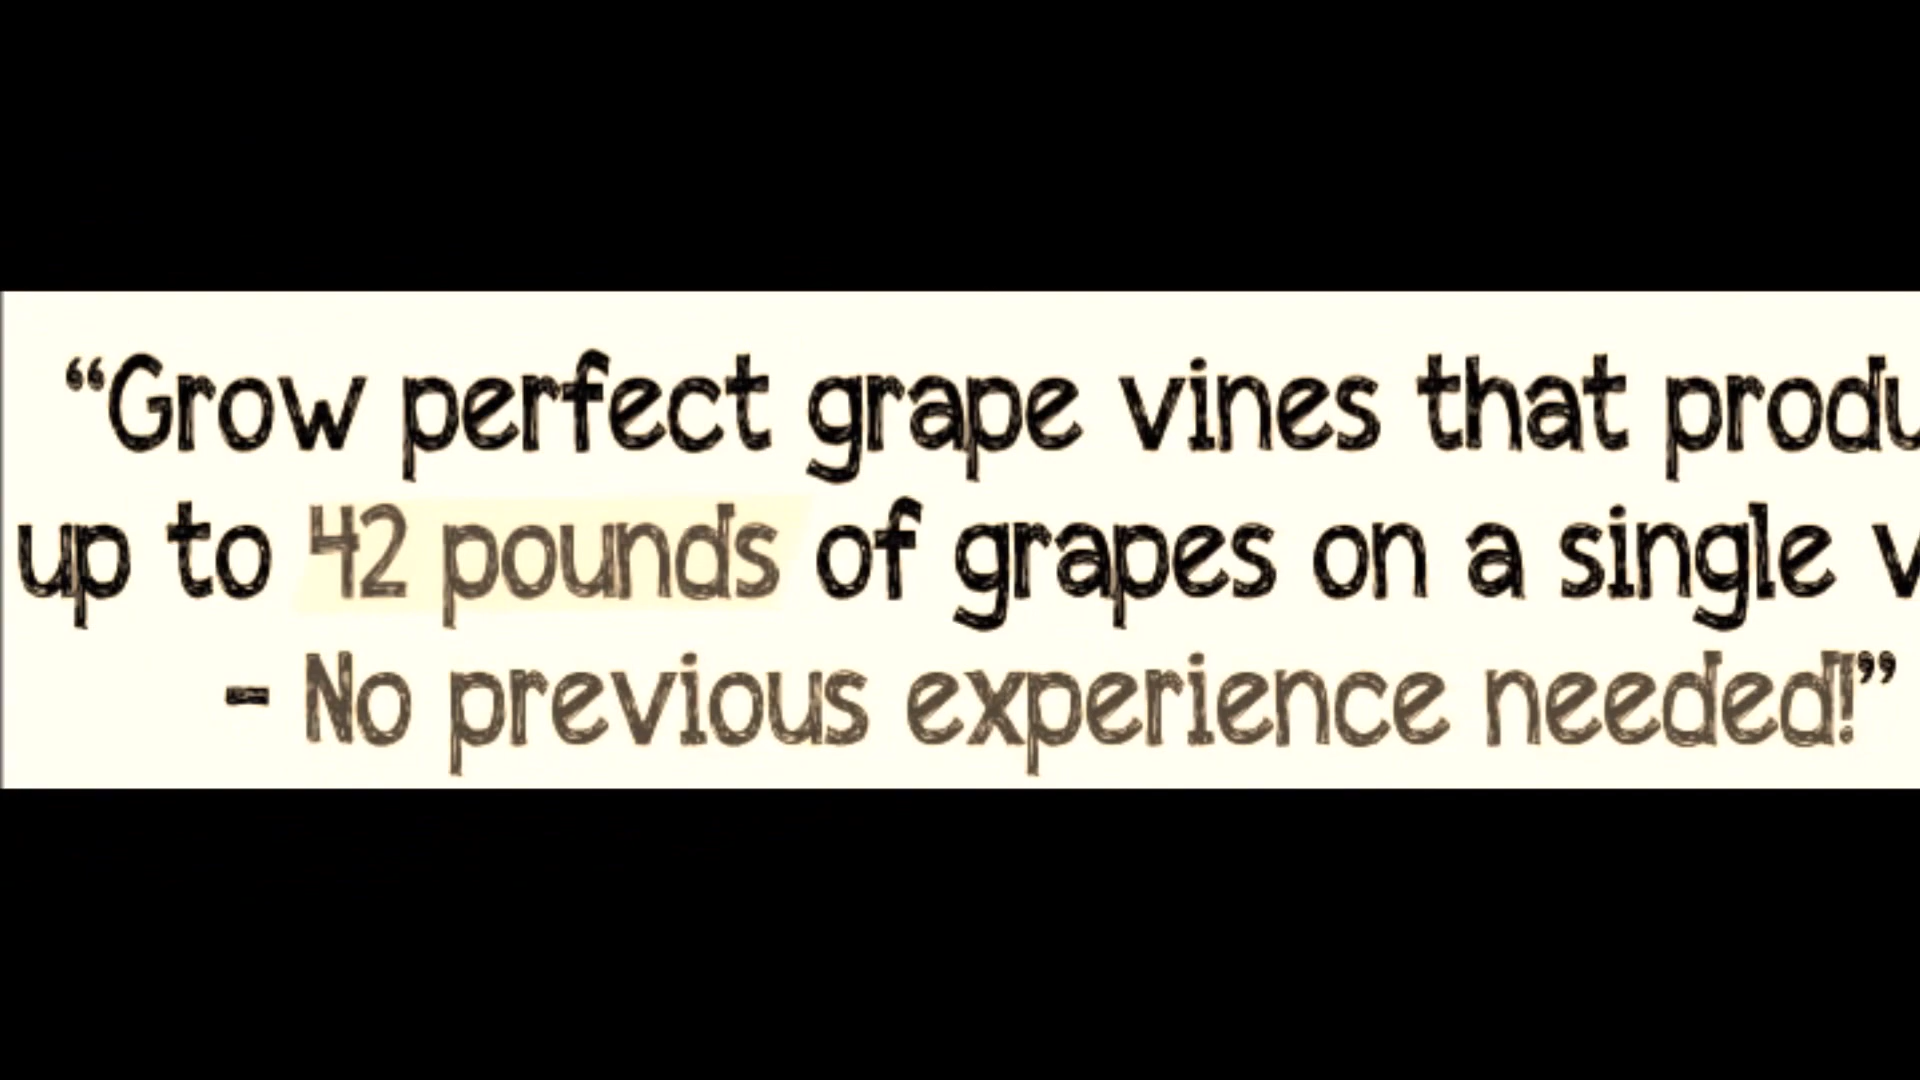 “Grow perfect grape vines that produ
up to 42 pounds of grapes on a single v
- No previous experience needed!”